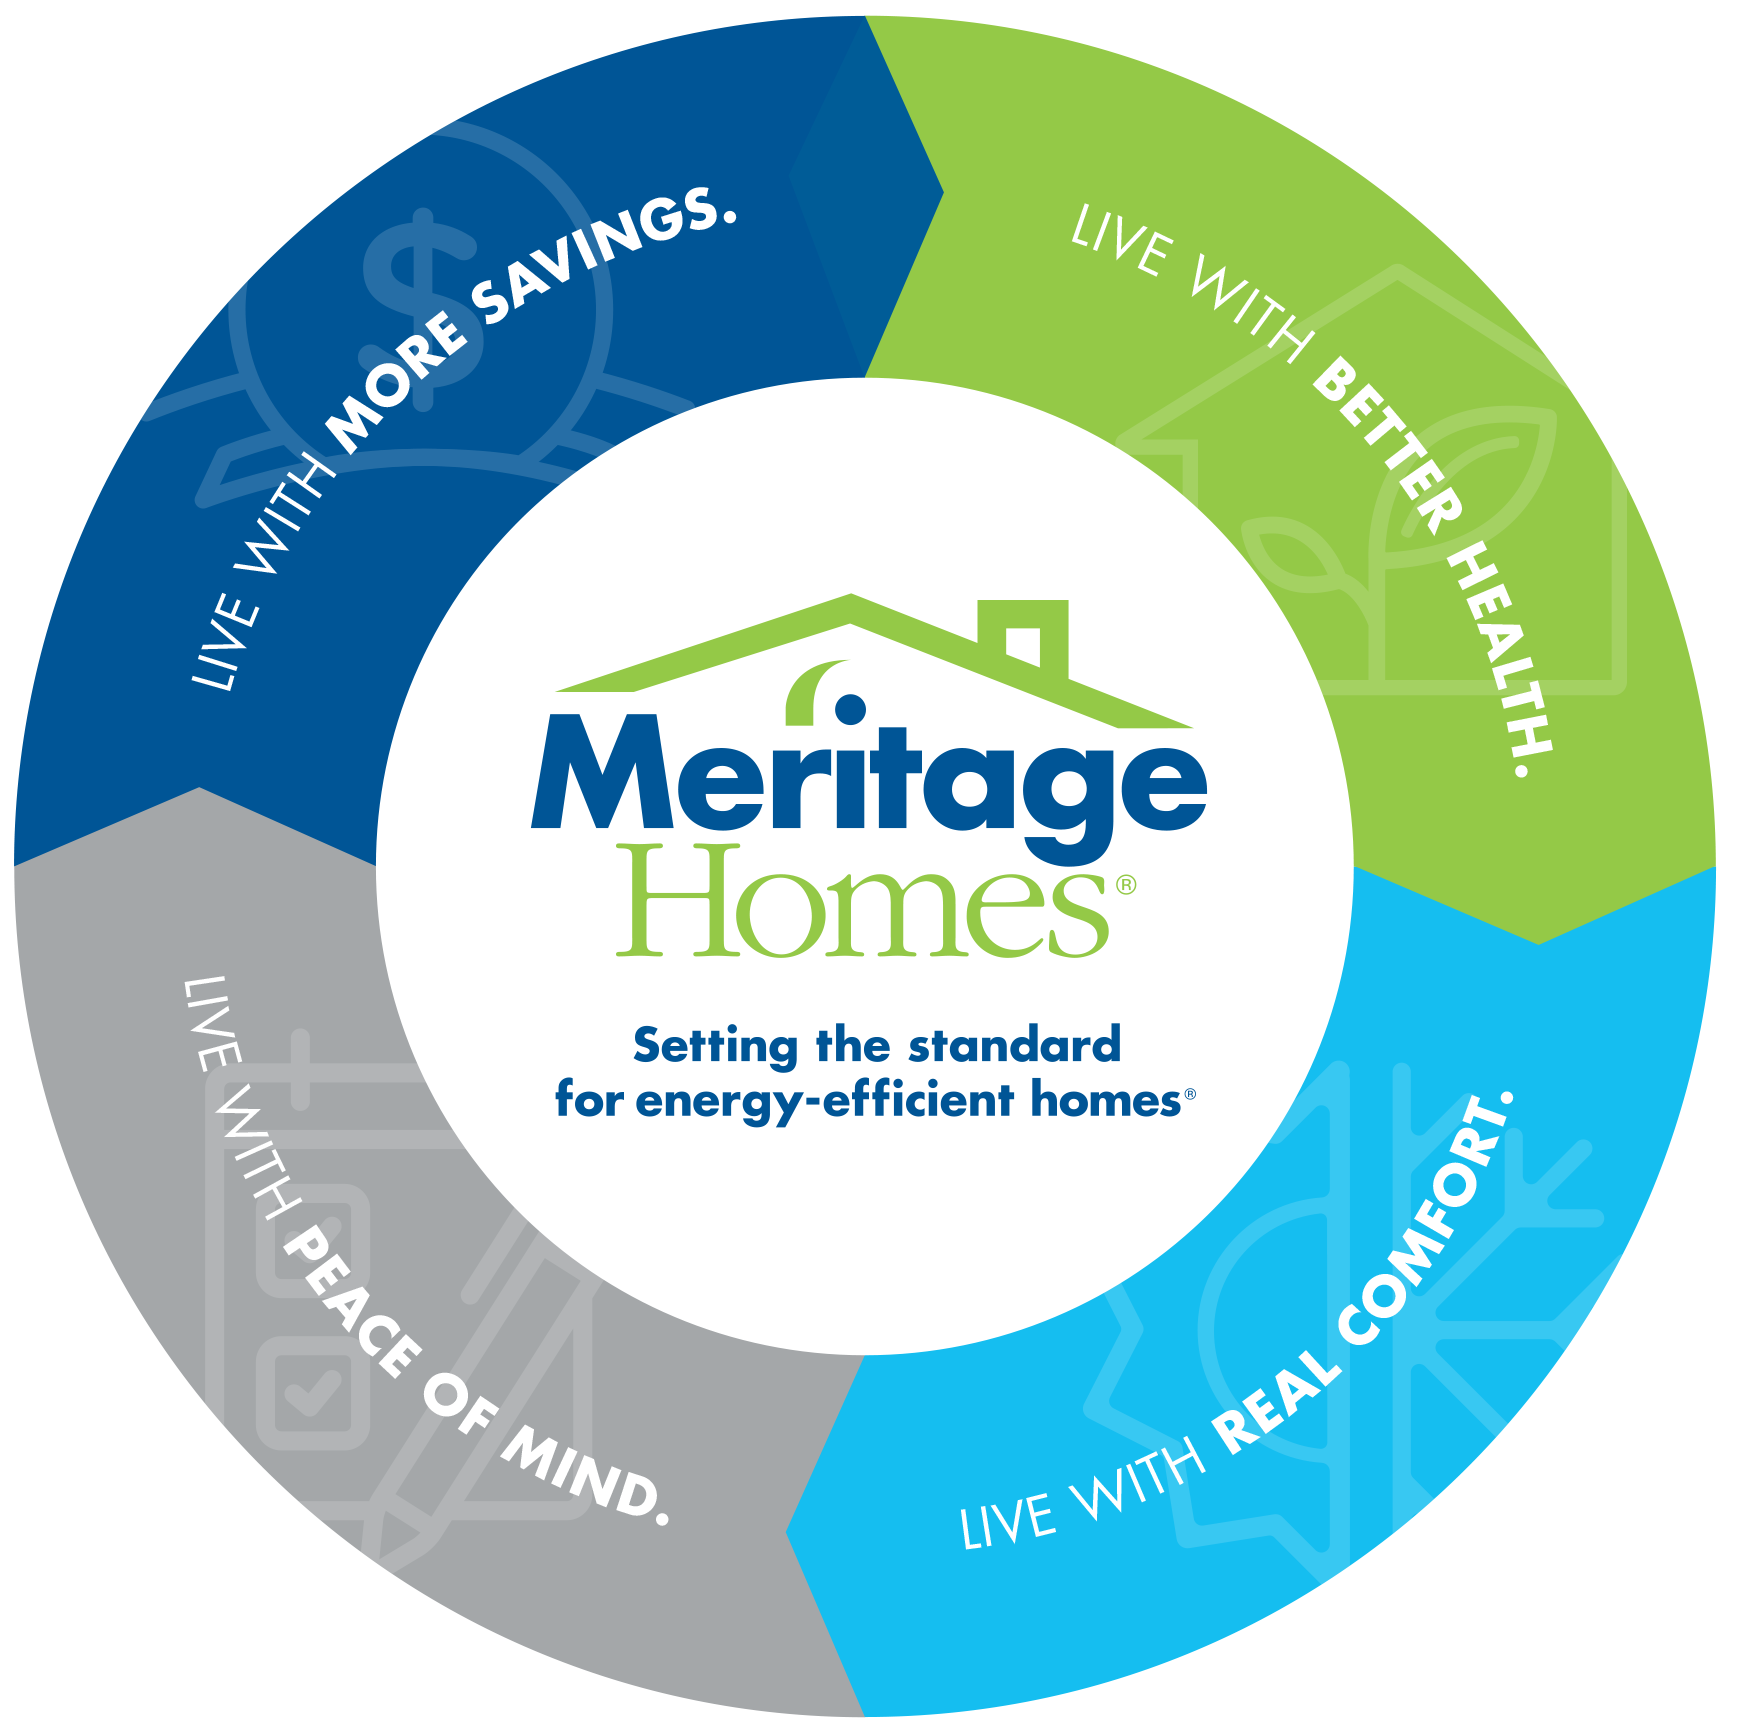 LIVE WITH MORE SAVINGS.
LIVE WITH BETTER HEALTH.
Meritage
Homes®
Setting the standard
for energy-efficient homes®
LIVE WITH PEACE OF MIND.
LIVE WITH REAL COMFORT.